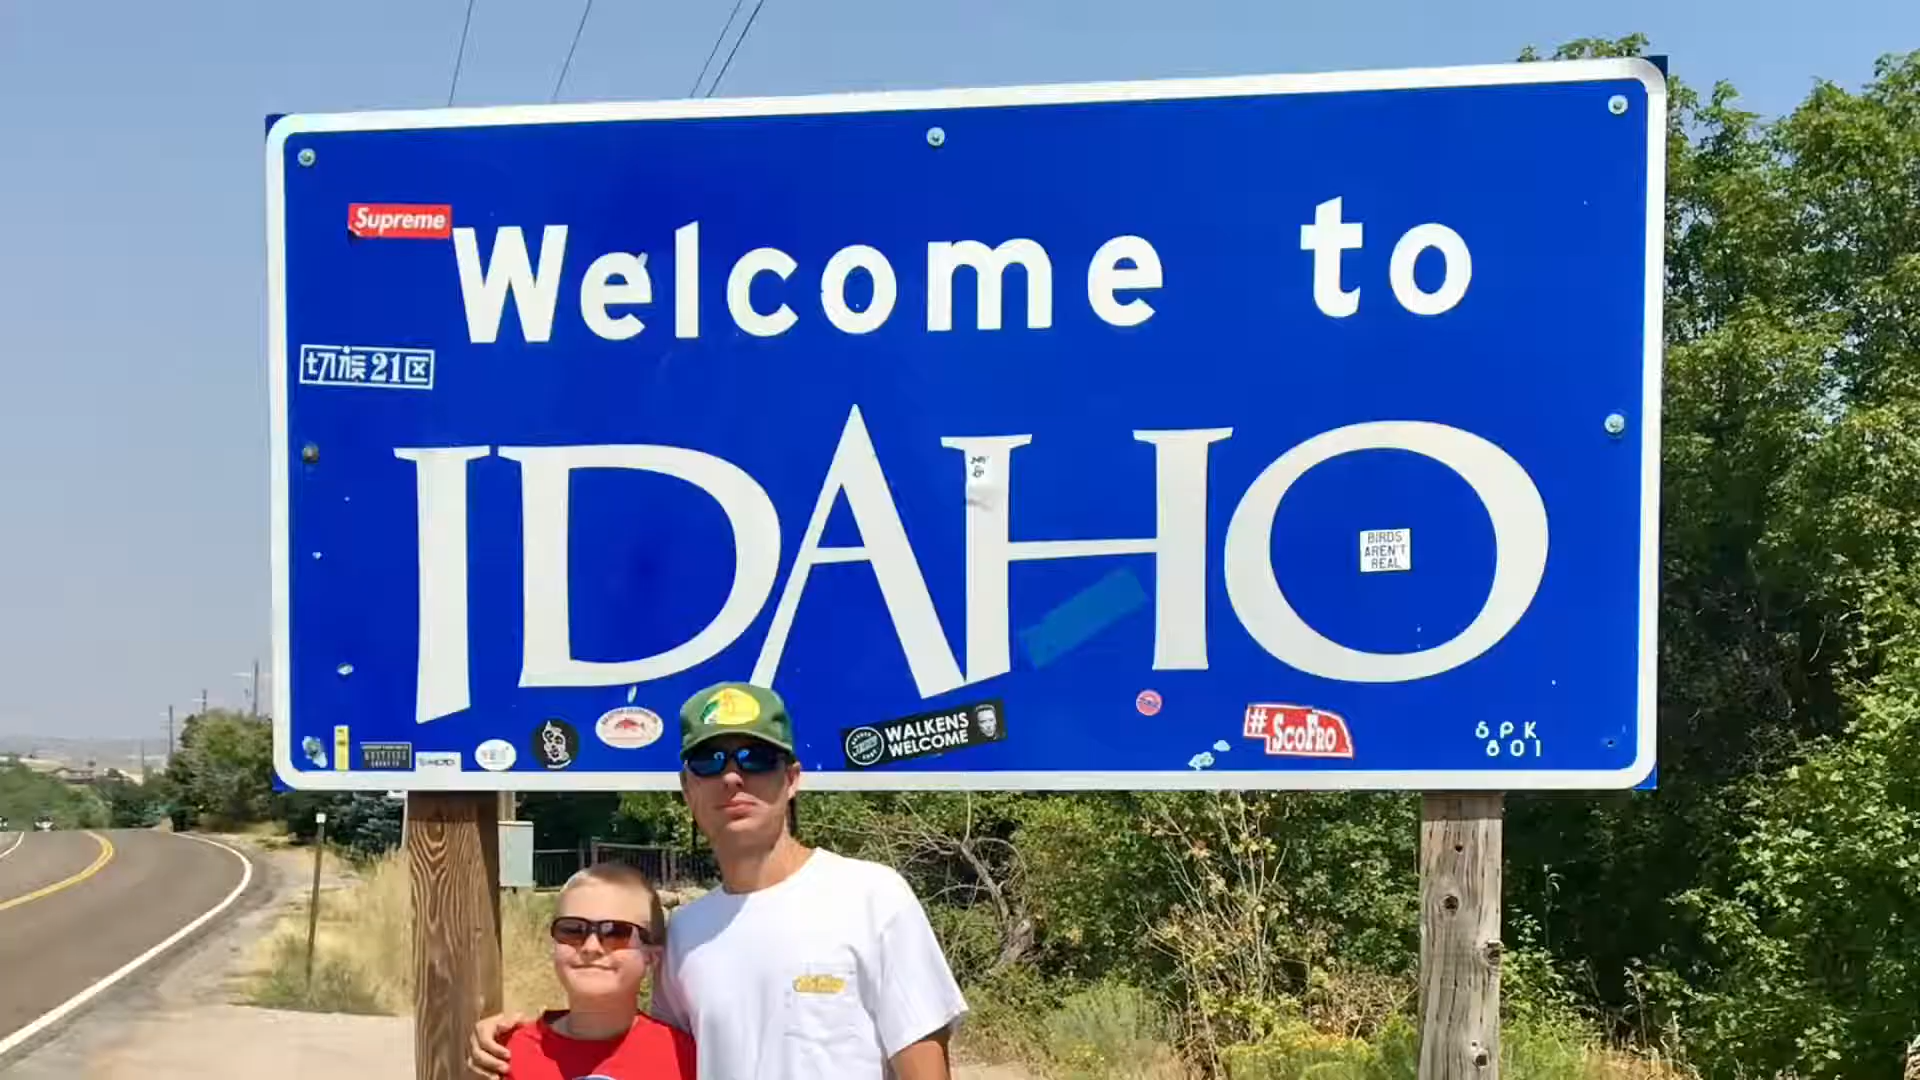 Supreme
Welcome to
切族21区
IDAHO
BIRDS
AREN'T
REAL
WALKENS
WELCOME
#ScoFro
SPK
801